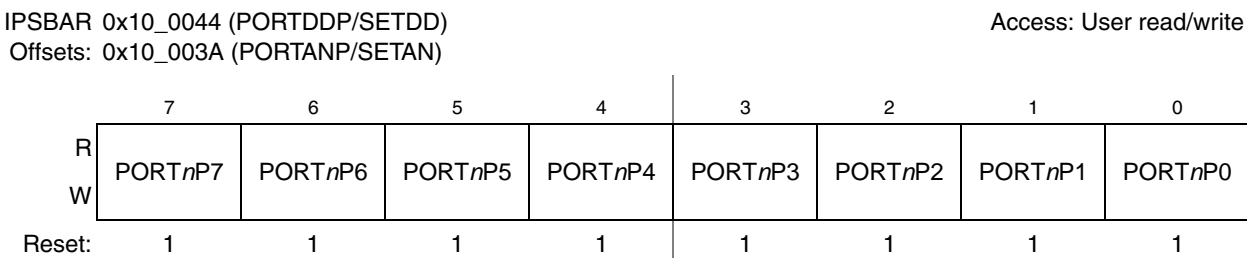 IPSBAR 0x10_0044 (PORTDDP/SETDD) Access: User read/write
Offsets: 0x10_003A (PORTANP/SETAN)
7 6 5 4 3 2 1 0
R
PORTnP7 PORTnP6 PORTnP5 PORTnP4 PORTnP3 PORTnP2 PORTnP1 PORTnP0
W
Reset: 1 1 1 1 1 1 1 1